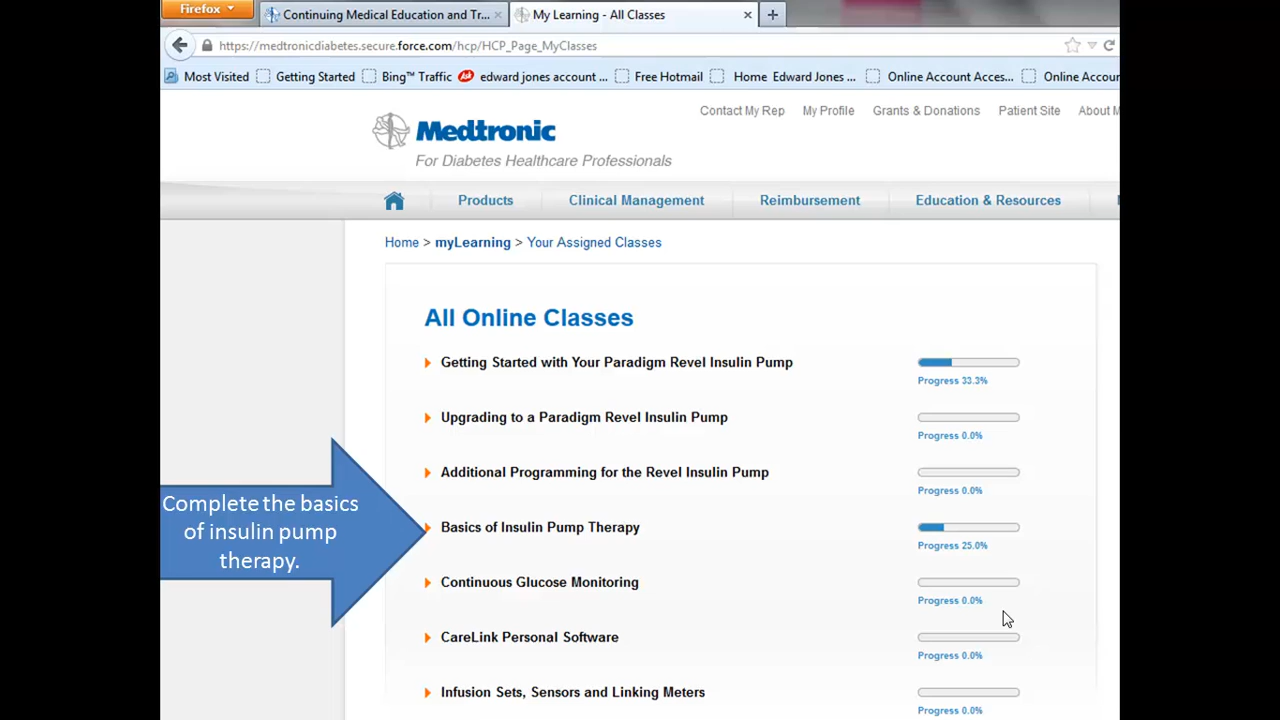 Firefox
Continuing Medical Education and Tr...
My Learning - All Classes
https://medtronicdiabetes.secure.force.com/hcp/HCP_Page_MyClasses
Most Visited Getting Started Bing™ Traffic Ask edward jones account ... Free Hotmail Home Edward Jones ... Online Account Acces... Online Accoun
Contact My Rep My Profile Grants & Donations Patient Site About M
Medtronic
For Diabetes Healthcare Professionals
Products Clinical Management Reimbursement Education & Resources
Home > myLearning > Your Assigned Classes
All Online Classes
Getting Started with Your Paradigm Revel Insulin Pump
Progress 33.3%
Upgrading to a Paradigm Revel Insulin Pump
Progress 0.0%
Additional Programming for the Revel Insulin Pump
Progress 0.0%
Complete the basics
of insulin pump
therapy.
Basics of Insulin Pump Therapy
Progress 25.0%
Continuous Glucose Monitoring
Progress 0.0%
CareLink Personal Software
Progress 0.0%
Infusion Sets, Sensors and Linking Meters
Progress 0.0%